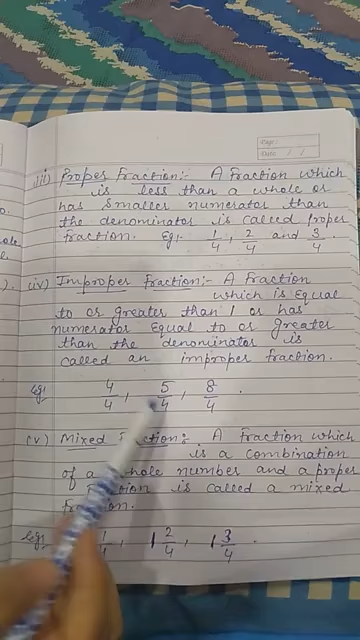 Page:
Date: / /
iii) Proper Fraction:- A fraction which
is less than a whole or
has smaller numerator than
the denominator is called proper
fraction. Eg:- 1/4, 2/4 and 3/4.
iv) Improper Fraction:- A Fraction
which is Equal
to or greater than 1 or has
numerator Equal to or greater
than the denominator is
called an improper fraction.
Eg: 4/4, 5/4, 8/4.
(v) Mixed A Fraction which
is a combination
of a whole number and a proper
fraction is called a mixed
Eg: 1/4, 1 2/4, 1 3/4.